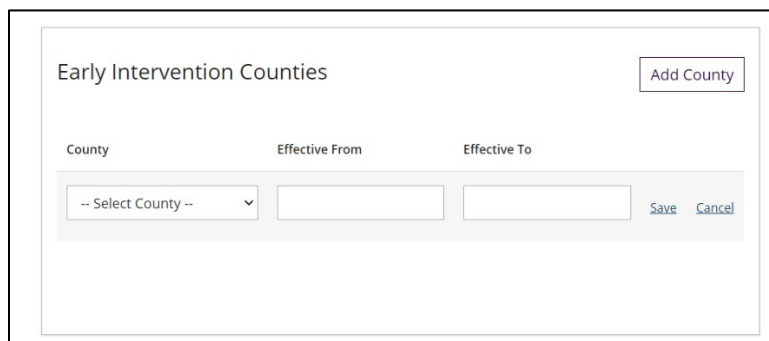 Early Intervention Counties
Add County
County Effective From Effective To
-- Select County --
Save Cancel